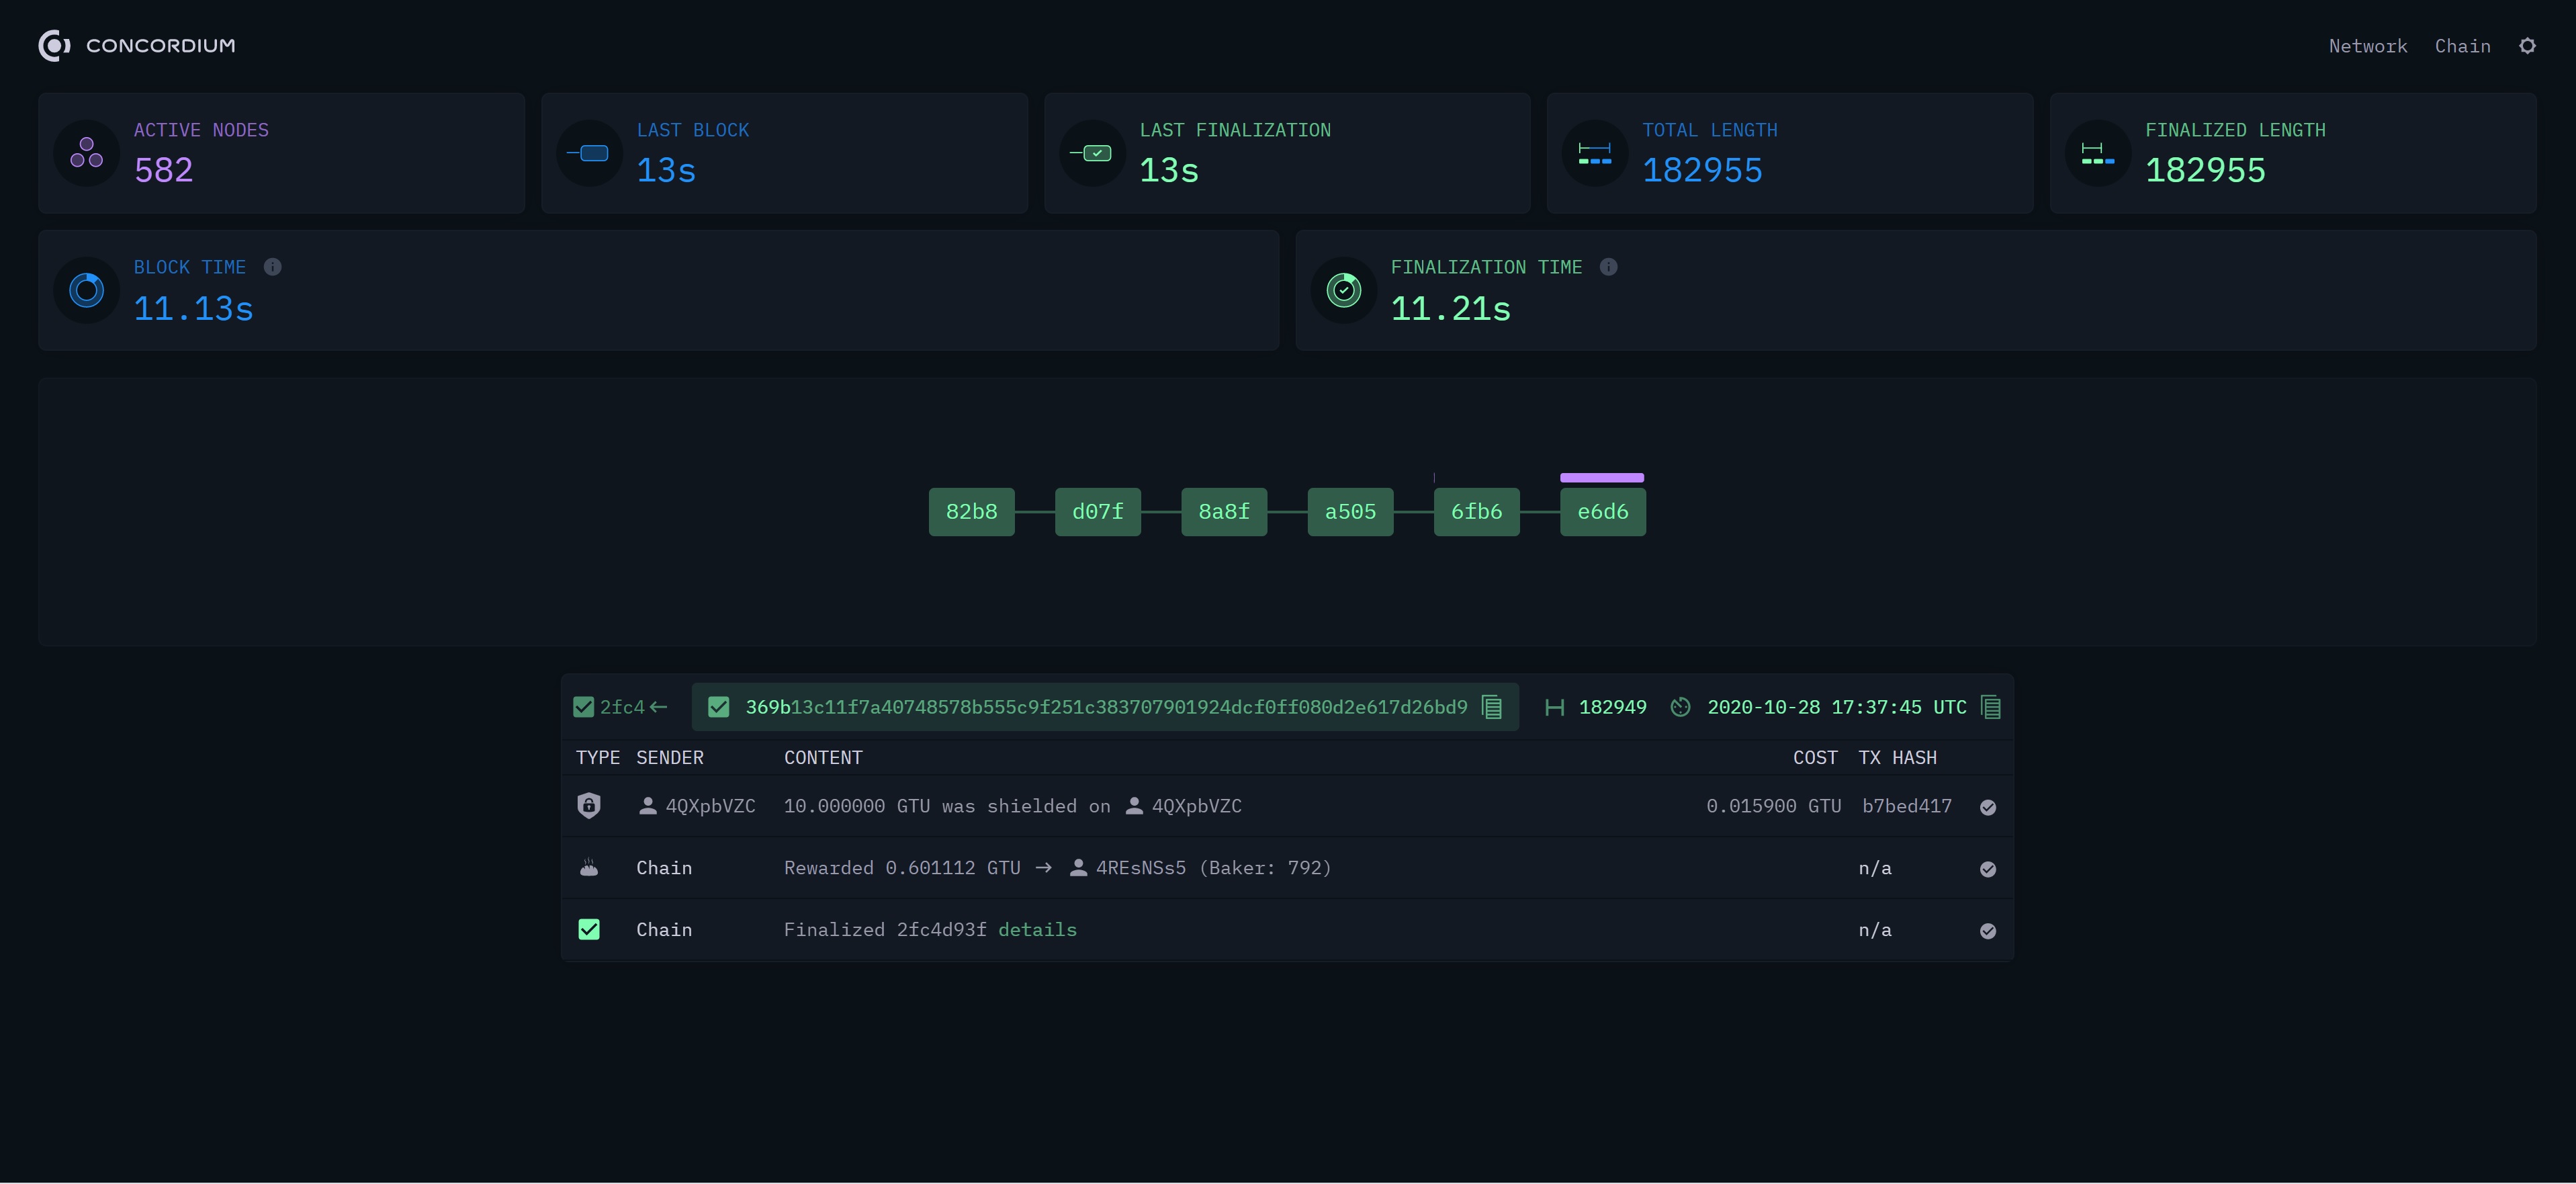 CONCORDIUM
Network Chain
ACTIVE NODES
582
LAST BLOCK
13s
LAST FINALIZATION
13s
TOTAL LENGTH
182955
FINALIZED LENGTH
182955
BLOCK TIME
11.13s
FINALIZATION TIME
11.21s
82b8 d07f 8a8f a505 6fb6 e6d6
2fc4 ← 369b13c11f7a40748578b555c9f251c383707901924dcf0ff080d2e617d26bd9 182949 2020-10-28 17:37:45 UTC
TYPE SENDER CONTENT COST TX HASH
4QXpbVZC 10.000000 GTU was shielded on 4QXpbVZC 0.015900 GTU b7bed417
Chain Rewarded 0.601112 GTU → 4REsNSs5 (Baker: 792) n/a
Chain Finalized 2fc4d93f details n/a